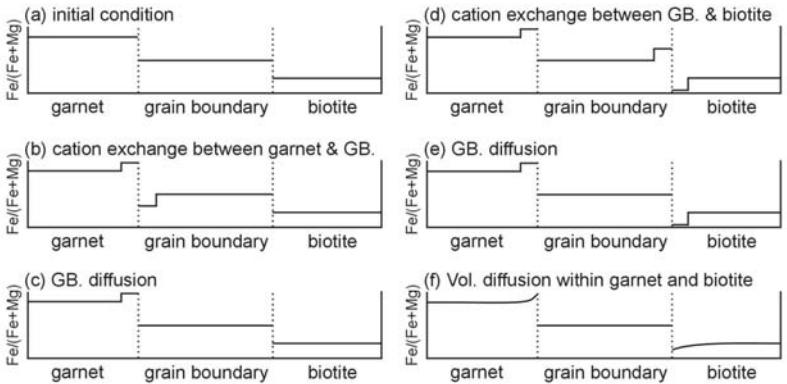 (a) initial condition
Fe/(Fe+Mg)
garnet grain boundary biotite
(b) cation exchange between garnet & GB.
Fe/(Fe+Mg)
garnet grain boundary biotite
(c) GB. diffusion
Fe/(Fe+Mg)
garnet grain boundary biotite
(d) cation exchange between GB. & biotite
Fe/(Fe+Mg)
garnet grain boundary biotite
(e) GB. diffusion
Fe/(Fe+Mg)
garnet grain boundary biotite
(f) Vol. diffusion within garnet and biotite
Fe/(Fe+Mg)
garnet grain boundary biotite